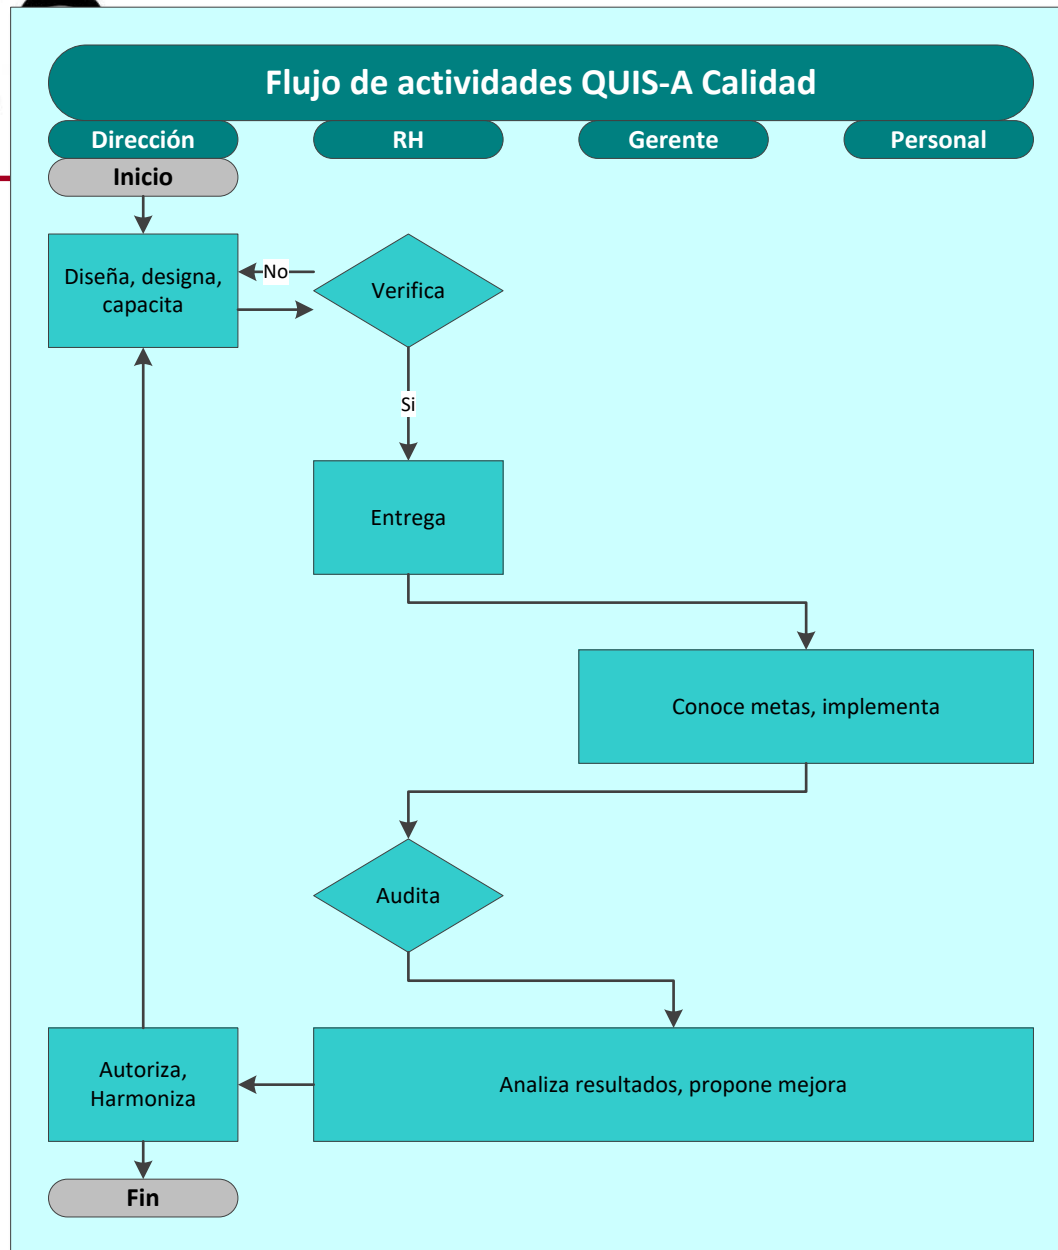 Flujo de actividades QUIS-A Calidad
Dirección
RH
Gerente
Personal
Inicio
Diseña, designa,
capacita
No
Verifica
Si
Entrega
Conoce metas, implementa
Audita
Autoriza,
Harmoniza
Analiza resultados, propone mejora
Fin